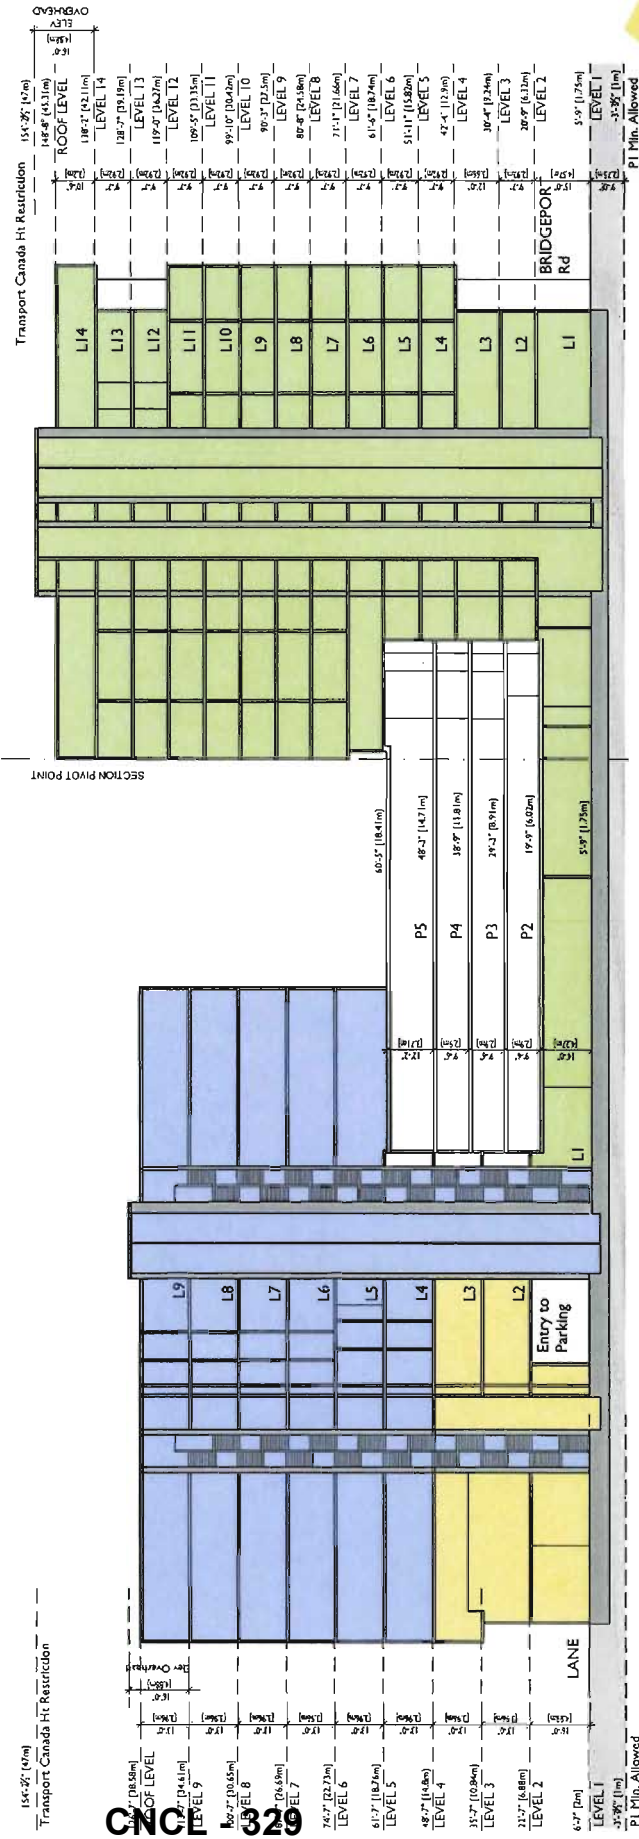 16'-0"
[4.88m]
ELEV
OVERHEAD
154'-2½" (47m)
Transport Canada Ht Restriction
148'-8" (45.31m)
ROOF LEVEL
138'-2" (42.11m)
LEVEL 14
128'-7" (39.19m)
LEVEL 13
119'-0" (36.27m)
LEVEL 12
109'-5" (33.35m)
LEVEL 11
99'-10" (30.42m)
LEVEL 10
90'-3" (27.5m)
LEVEL 9
80'-8" (24.58m)
LEVEL 8
71'-1" (21.66m)
LEVEL 7
61'-6" (18.74m)
LEVEL 6
51'-11" (15.82m)
LEVEL 5
42'-4" (12.9m)
LEVEL 4
30'-4" (9.24m)
LEVEL 3
20'-9" (6.32m)
LEVEL 2
5'-9" (1.75m)
LEVEL 1
P1 Min. Allowed
BRIDGEPORT
Rd
L14
L13
L12
L11
L10
L9
L8
L7
L6
L5
L4
L3
L2
L1
SECTION PIVOT POINT
60'-5" (18.41m)
48'-3" (14.71m)
38'-9" (11.81m)
29'-3" (8.91m)
19'-9" (6.02m)
5'-9" (1.75m)
P5
P4
P3
P2
L1
L9
L8
L7
L6
L5
L4
L3
L2
Entry to
Parking
LANE
Elev Overhead
16'-0"
154'-2½" (47m)
Transport Canada Ht Restriction
ROOF LEVEL
LEVEL 9
LEVEL 8
LEVEL 7
74'-7" (22.73m)
LEVEL 6
61'-7" (18.76m)
LEVEL 5
48'-7" (14.8m)
LEVEL 4
35'-7" (10.84m)
LEVEL 3
22'-7" (6.88m)
LEVEL 2
6'-7" (2m)
LEVEL 1
P1 Min. Allowed
CNCL - 329